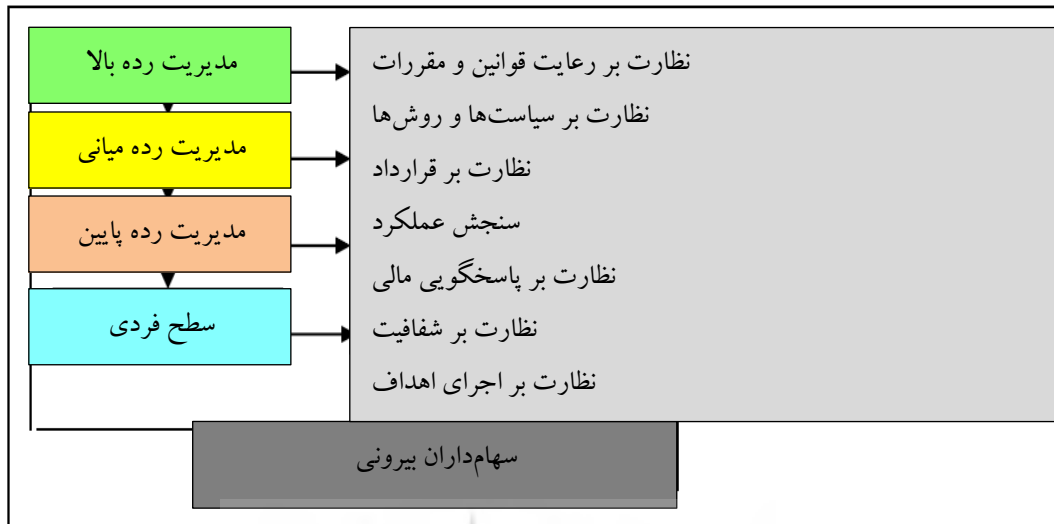 مدیریت رده بالا
مدیریت رده میانی
مدیریت رده پایین
سطح فردی
نظارت بر رعایت قوانین و مقررات
نظارت بر سیاست‌ها و روش‌ها
نظارت بر قرارداد
سنجش عملکرد
نظارت بر پاسخگویی مالی
نظارت بر شفافیت
نظارت بر اجرای اهداف
سهام‌داران بیرونی